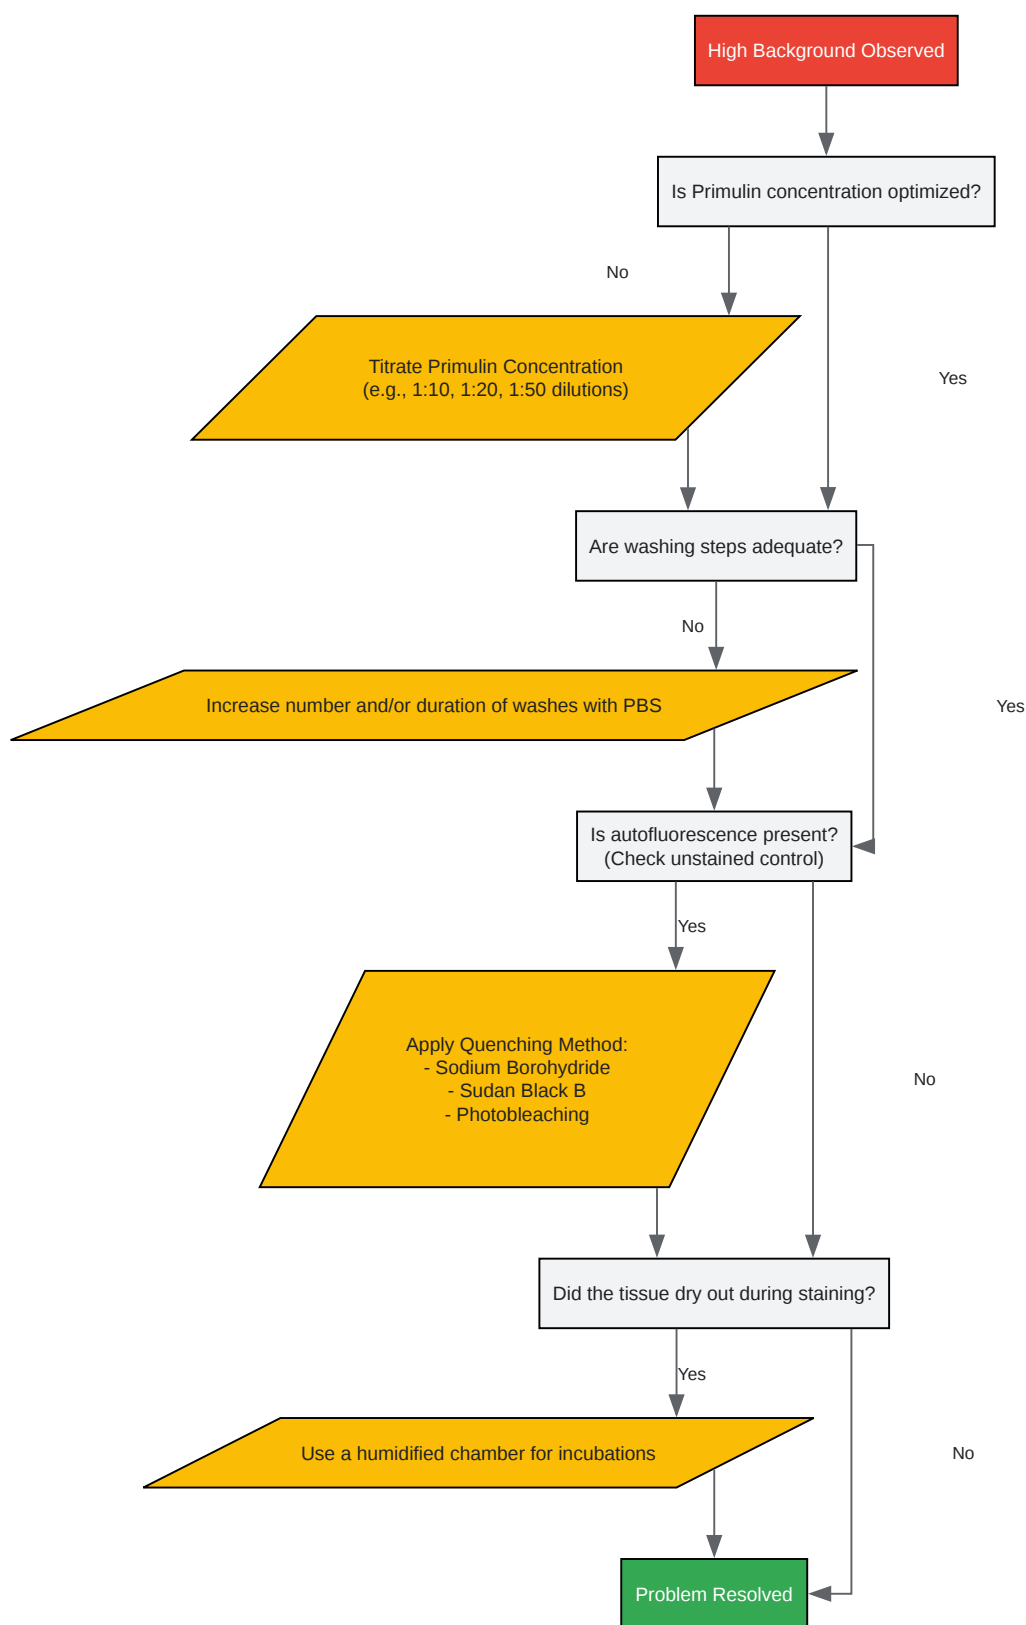 High Background Observed
Is Primulin concentration optimized?
No
Titrate Primulin Concentration
(e.g., 1:10, 1:20, 1:50 dilutions)
Yes
Are washing steps adequate?
No
Increase number and/or duration of washes with PBS
Yes
Is autofluorescence present?
(Check unstained control)
Yes
Apply Quenching Method:
- Sodium Borohydride
- Sudan Black B
- Photobleaching
No
Did the tissue dry out during staining?
Yes
Use a humidified chamber for incubations
No
Problem Resolved